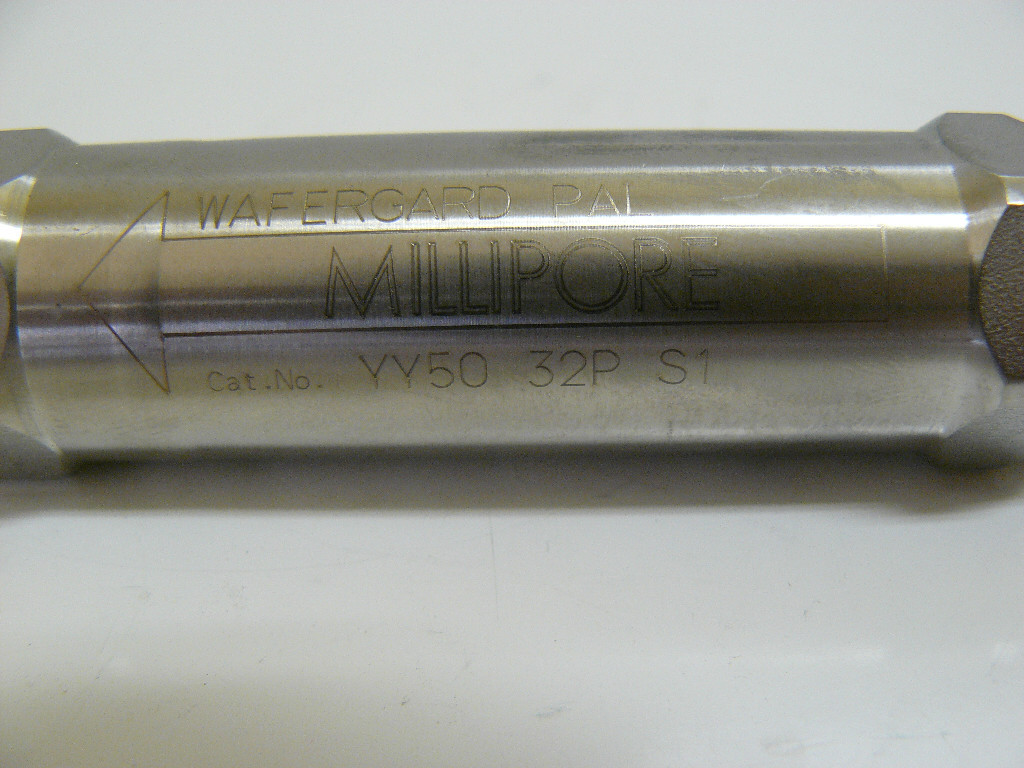 WAFERGARD PAL
MILLIPORE
Cat.No. YY50 32P S1